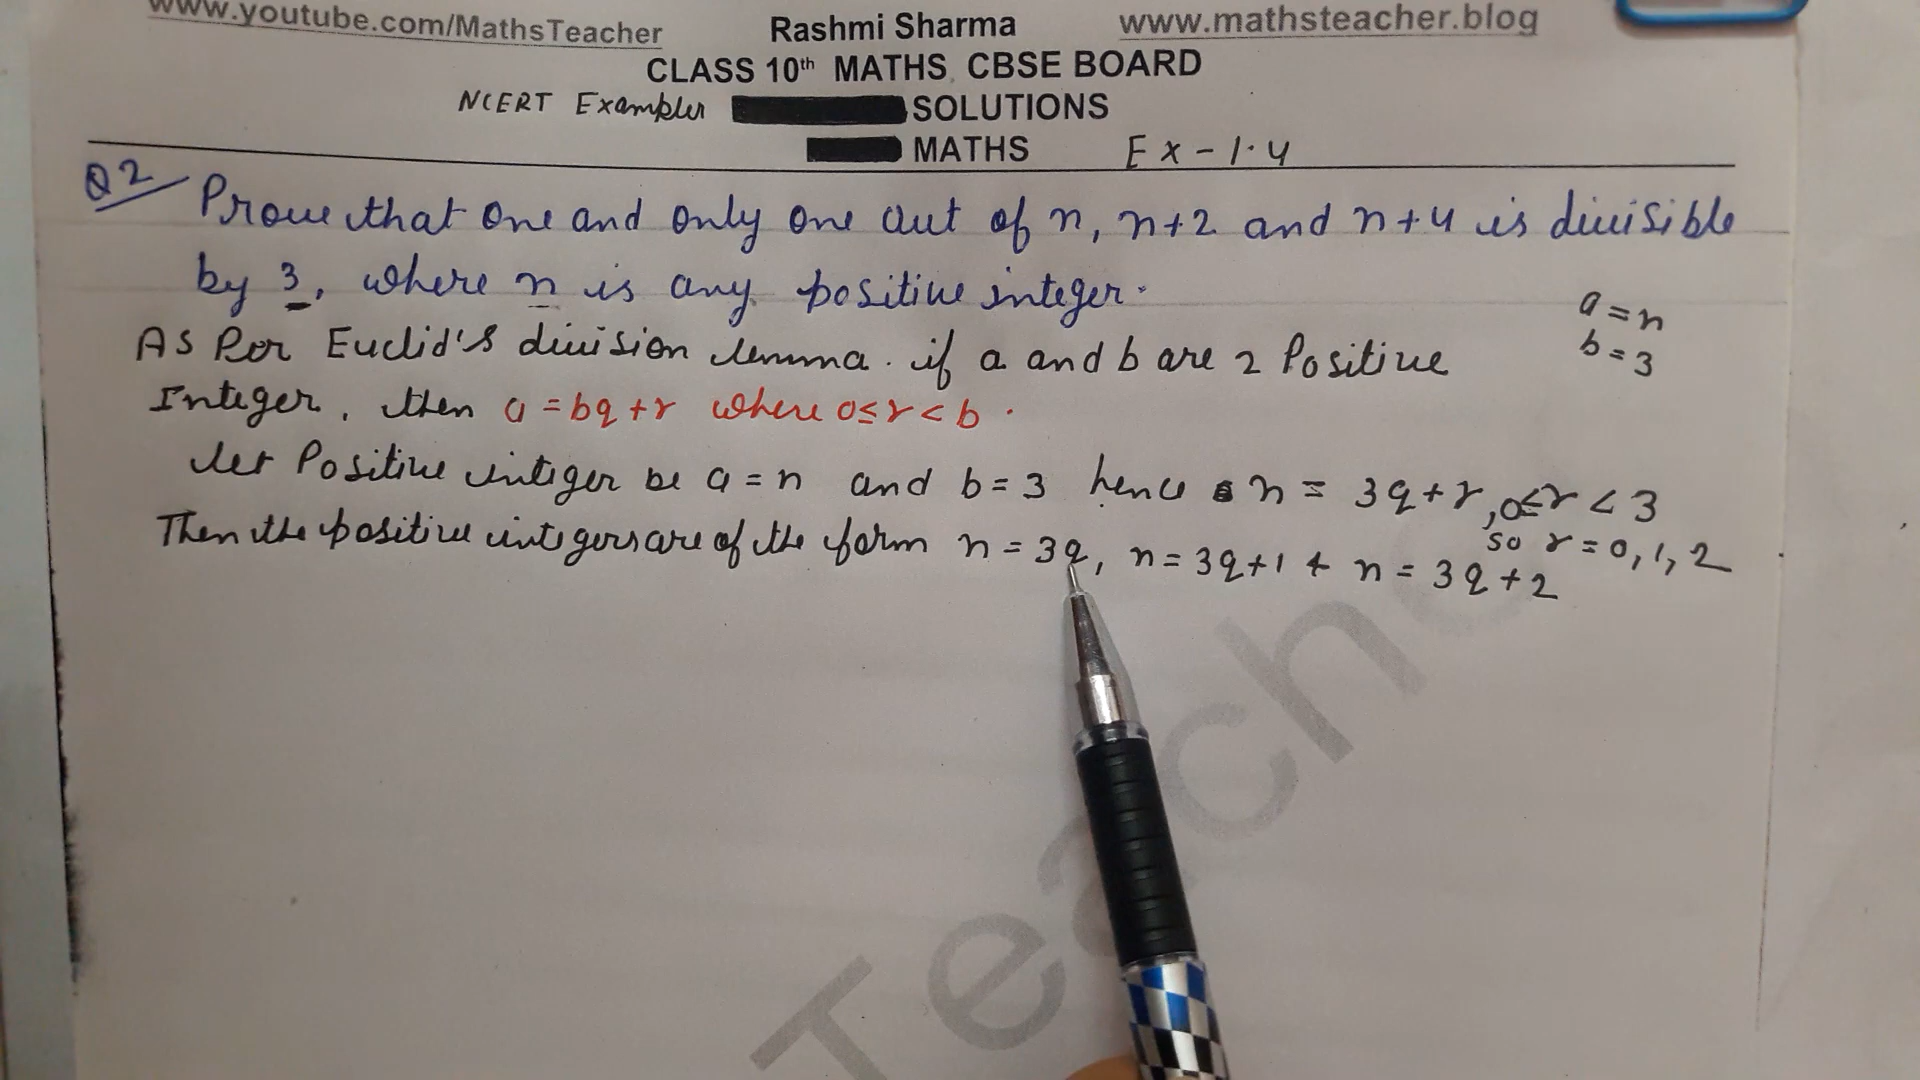 www.youtube.com/MathsTeacher Rashmi Sharma www.mathsteacher.blog
CLASS 10th MATHS CBSE BOARD
NCERT Exampler SOLUTIONS
MATHS Ex-1.4
Q2 Prove that one and only one out of n, n+2 and n+4 is divisible
by 3, where n is any positive integer.
a=n
b=3
As Per Euclid's division lemma. if a and b are 2 Positive
Integer, then a=bq+r where 0≤r<b.
let Positive integer be a=n and b=3 hence n=3q+r, 0≤r<3
so r=0,1,2
Then the positive integers are of the form n=3q, n=3q+1 + n=3q+2
Teacher